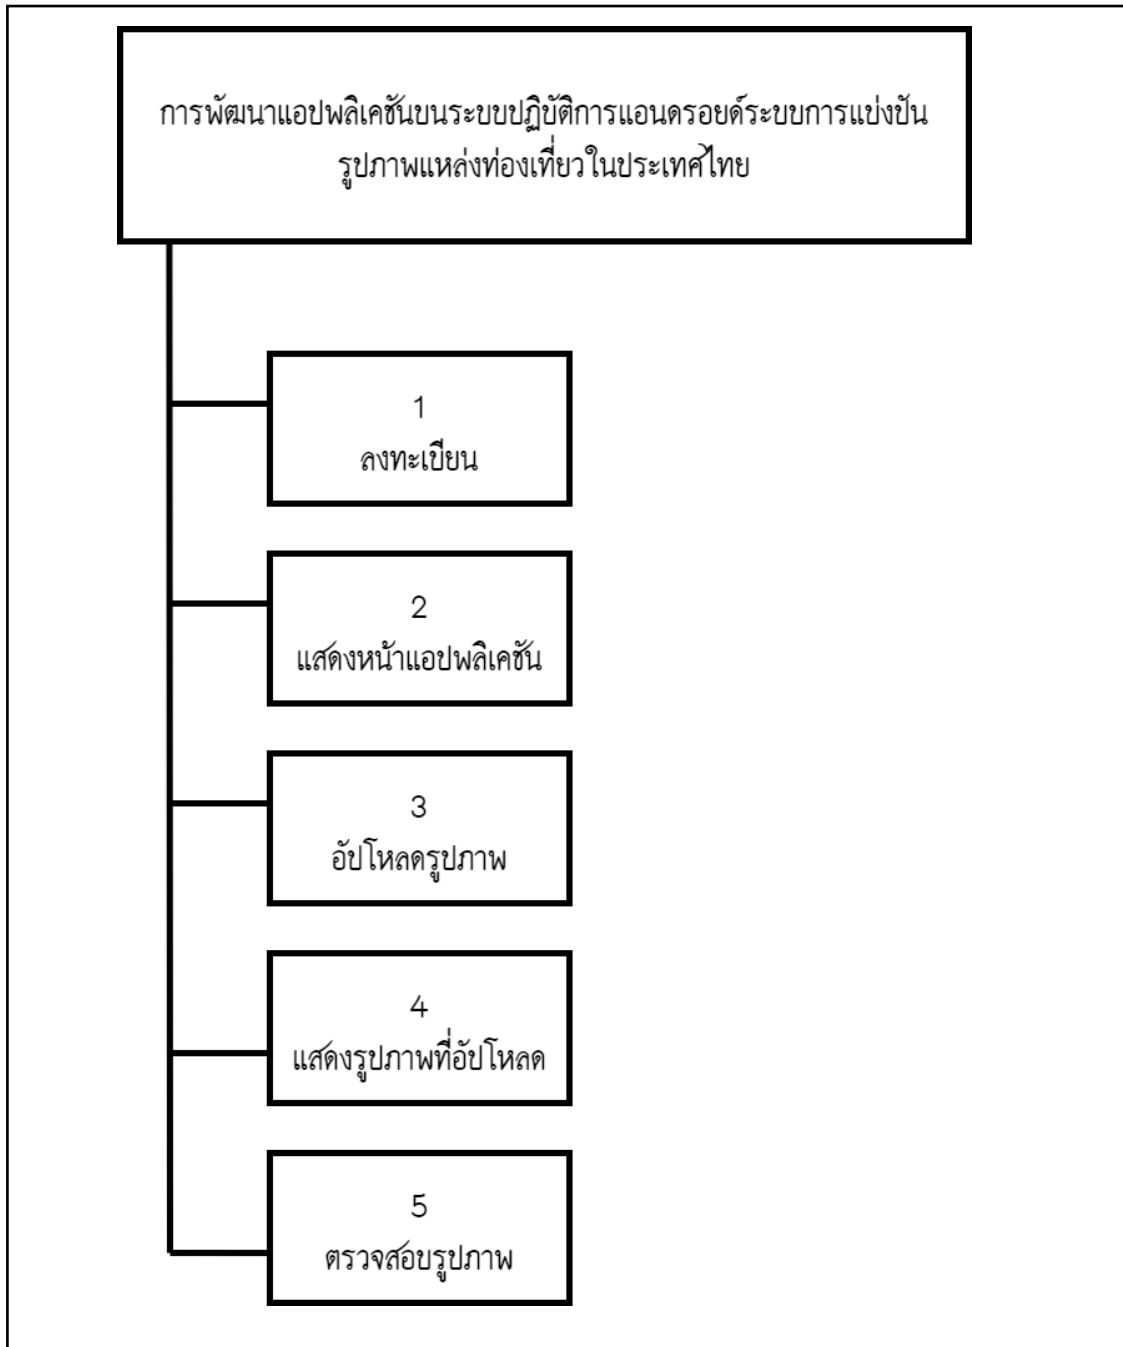 การพัฒนาแอปพลิเคชันบนระบบปฏิบัติการแอนดรอยด์ระบบการแบ่งปัน
รูปภาพแหล่งท่องเที่ยวในประเทศไทย
1
ลงทะเบียน
2
แสดงหน้าแอปพลิเคชัน
3
อัปโหลดรูปภาพ
4
แสดงรูปภาพที่อัปโหลด
5
ตรวจสอบรูปภาพ